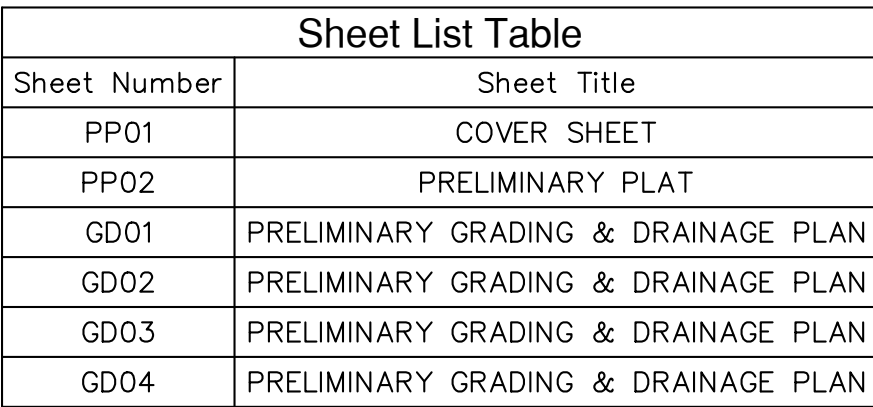 Sheet List Table
Sheet Number Sheet Title
PP01 COVER SHEET
PP02 PRELIMINARY PLAT
GD01 PRELIMINARY GRADING & DRAINAGE PLAN
GD02 PRELIMINARY GRADING & DRAINAGE PLAN
GD03 PRELIMINARY GRADING & DRAINAGE PLAN
GD04 PRELIMINARY GRADING & DRAINAGE PLAN